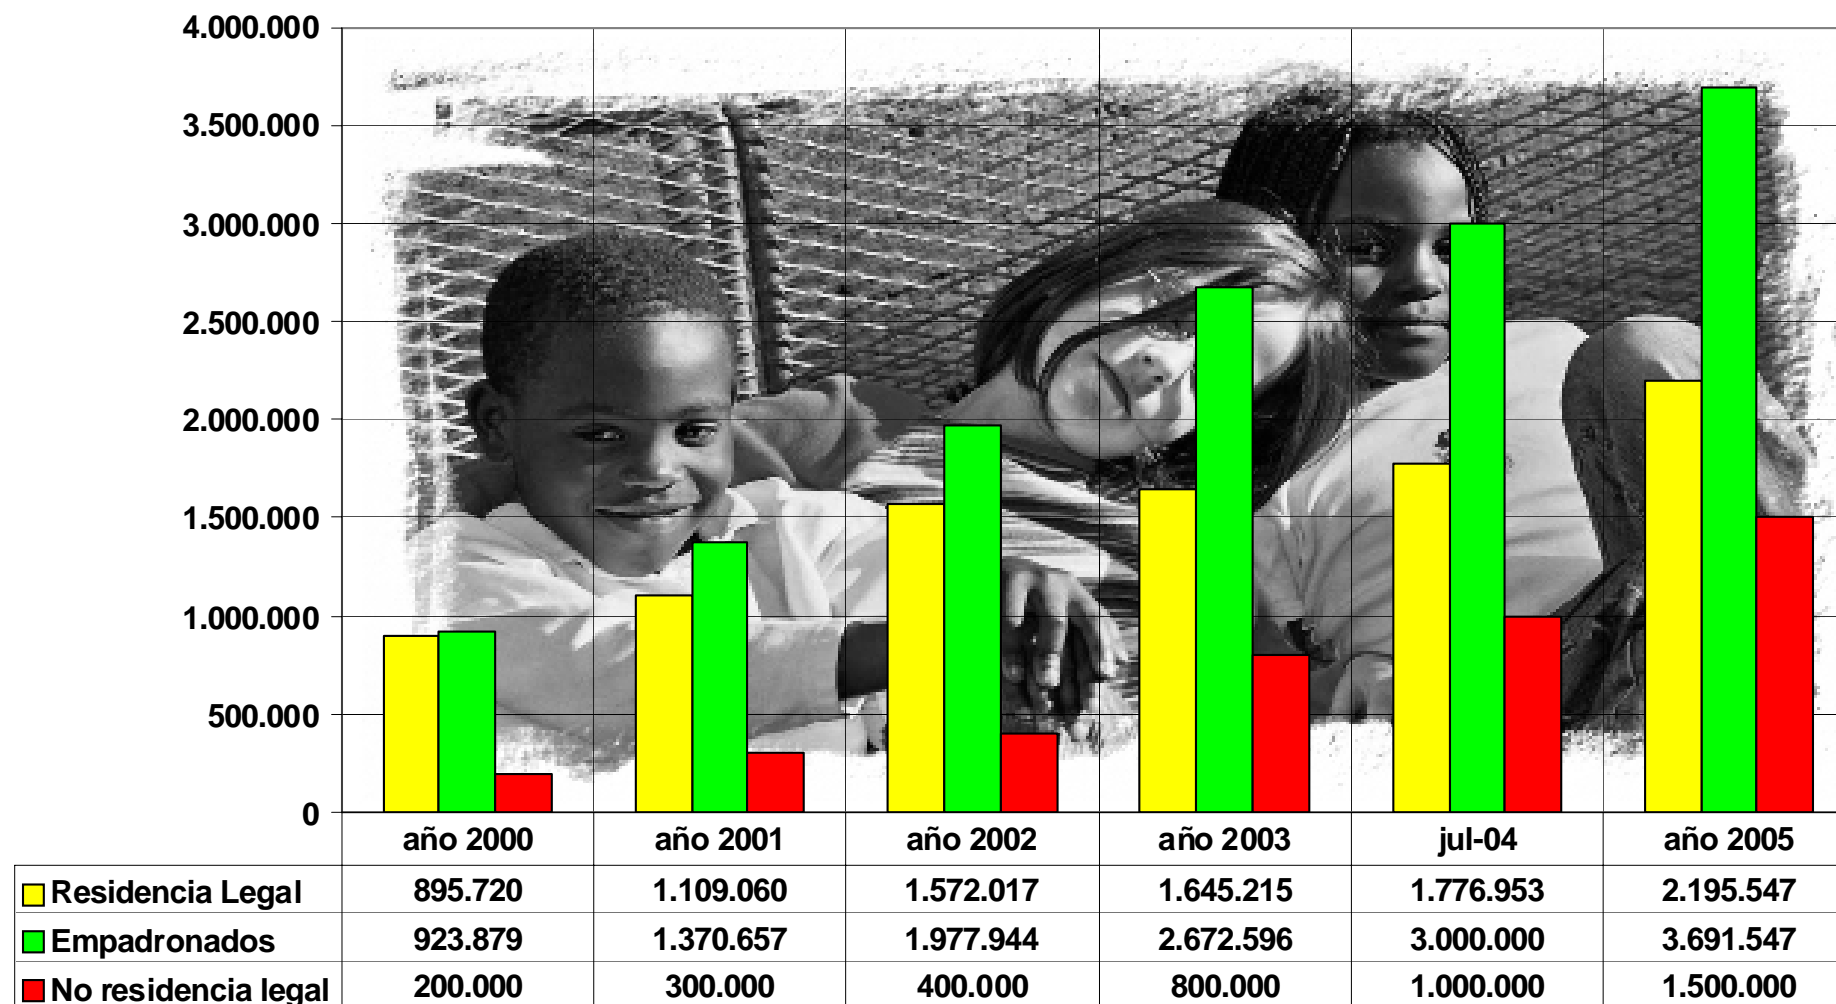 4.000.000
3.500.000
3.000.000
2.500.000
2.000.000
1.500.000
1.000.000
500.000
0
año 2000 año 2001 año 2002 año 2003 jul-04 año 2005
Residencia Legal 895.720 1.109.060 1.572.017 1.645.215 1.776.953 2.195.547
Empadronados 923.879 1.370.657 1.977.944 2.672.596 3.000.000 3.691.547
No residencia legal 200.000 300.000 400.000 800.000 1.000.000 1.500.000